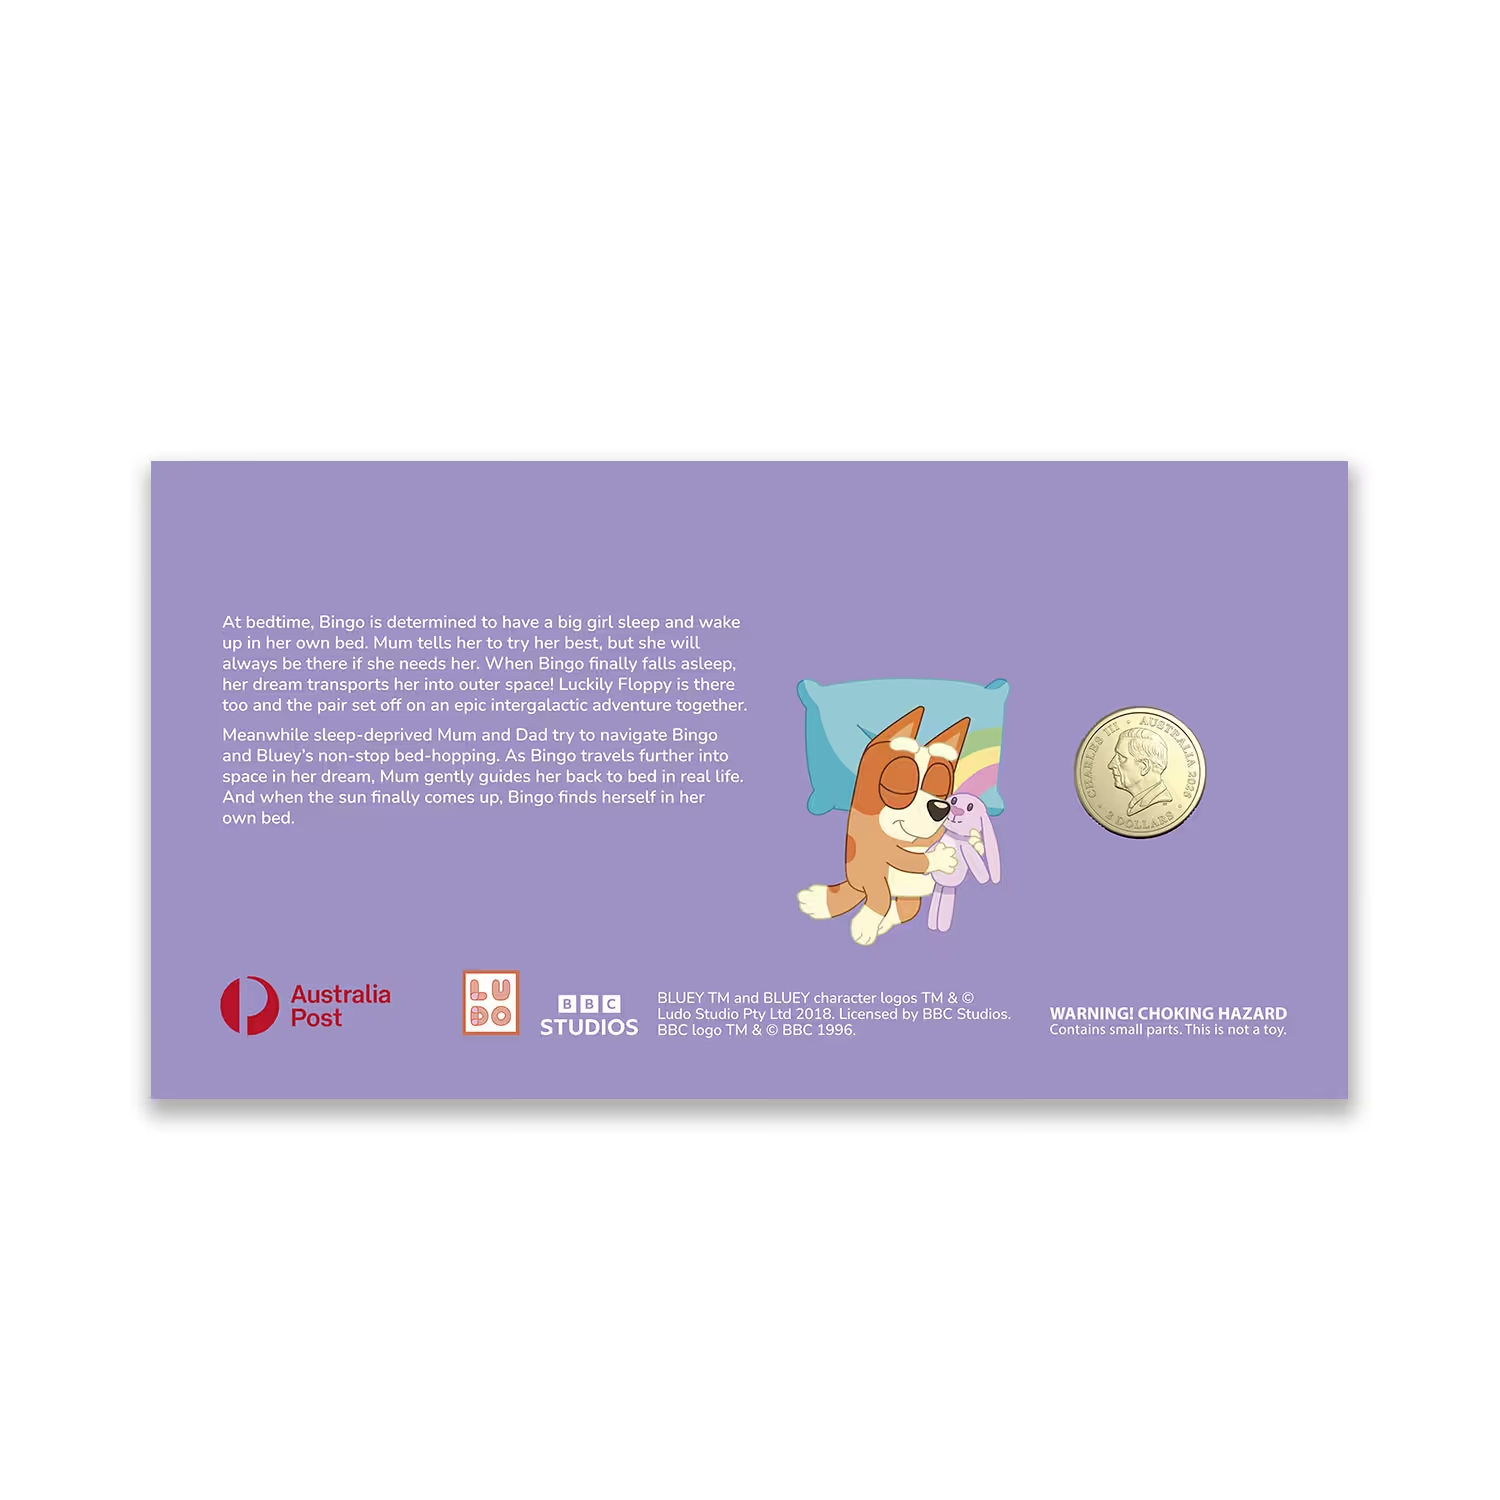 At bedtime, Bingo is determined to have a big girl sleep and wake
up in her own bed. Mum tells her to try her best, but she will
always be there if she needs her. When Bingo finally falls asleep,
her dream transports her into outer space! Luckily Floppy is there
too and the pair set off on an epic intergalactic adventure together.
Meanwhile sleep-deprived Mum and Dad try to navigate Bingo
and Bluey’s non-stop bed-hopping. As Bingo travels further into
space in her dream, Mum gently guides her back to bed in real life.
And when the sun finally comes up, Bingo finds herself in her
own bed.
CHARLES III • AUSTRALIA 2026
2 DOLLARS
Australia
Post
LU
DO
BBC
STUDIOS
BLUEY TM and BLUEY character logos TM & ©
Ludo Studio Pty Ltd 2018. Licensed by BBC Studios.
BBC logo TM & © BBC 1996.
WARNING! CHOKING HAZARD
Contains small parts. This is not a toy.